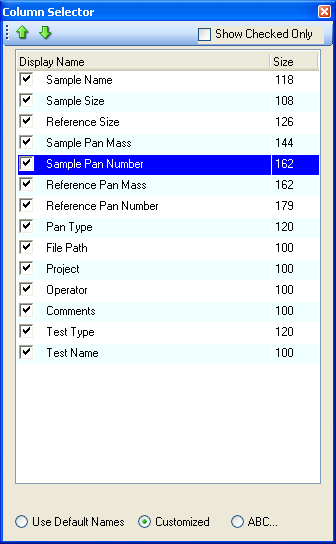 Column Selector
Show Checked Only
Display Name Size
Sample Name 118
Sample Size 108
Reference Size 126
Sample Pan Mass 144
Sample Pan Number 162
Reference Pan Mass 162
Reference Pan Number 179
Pan Type 120
File Path 100
Project 100
Operator 100
Comments 100
Test Type 120
Test Name 100
Use Default Names Customized ABC...